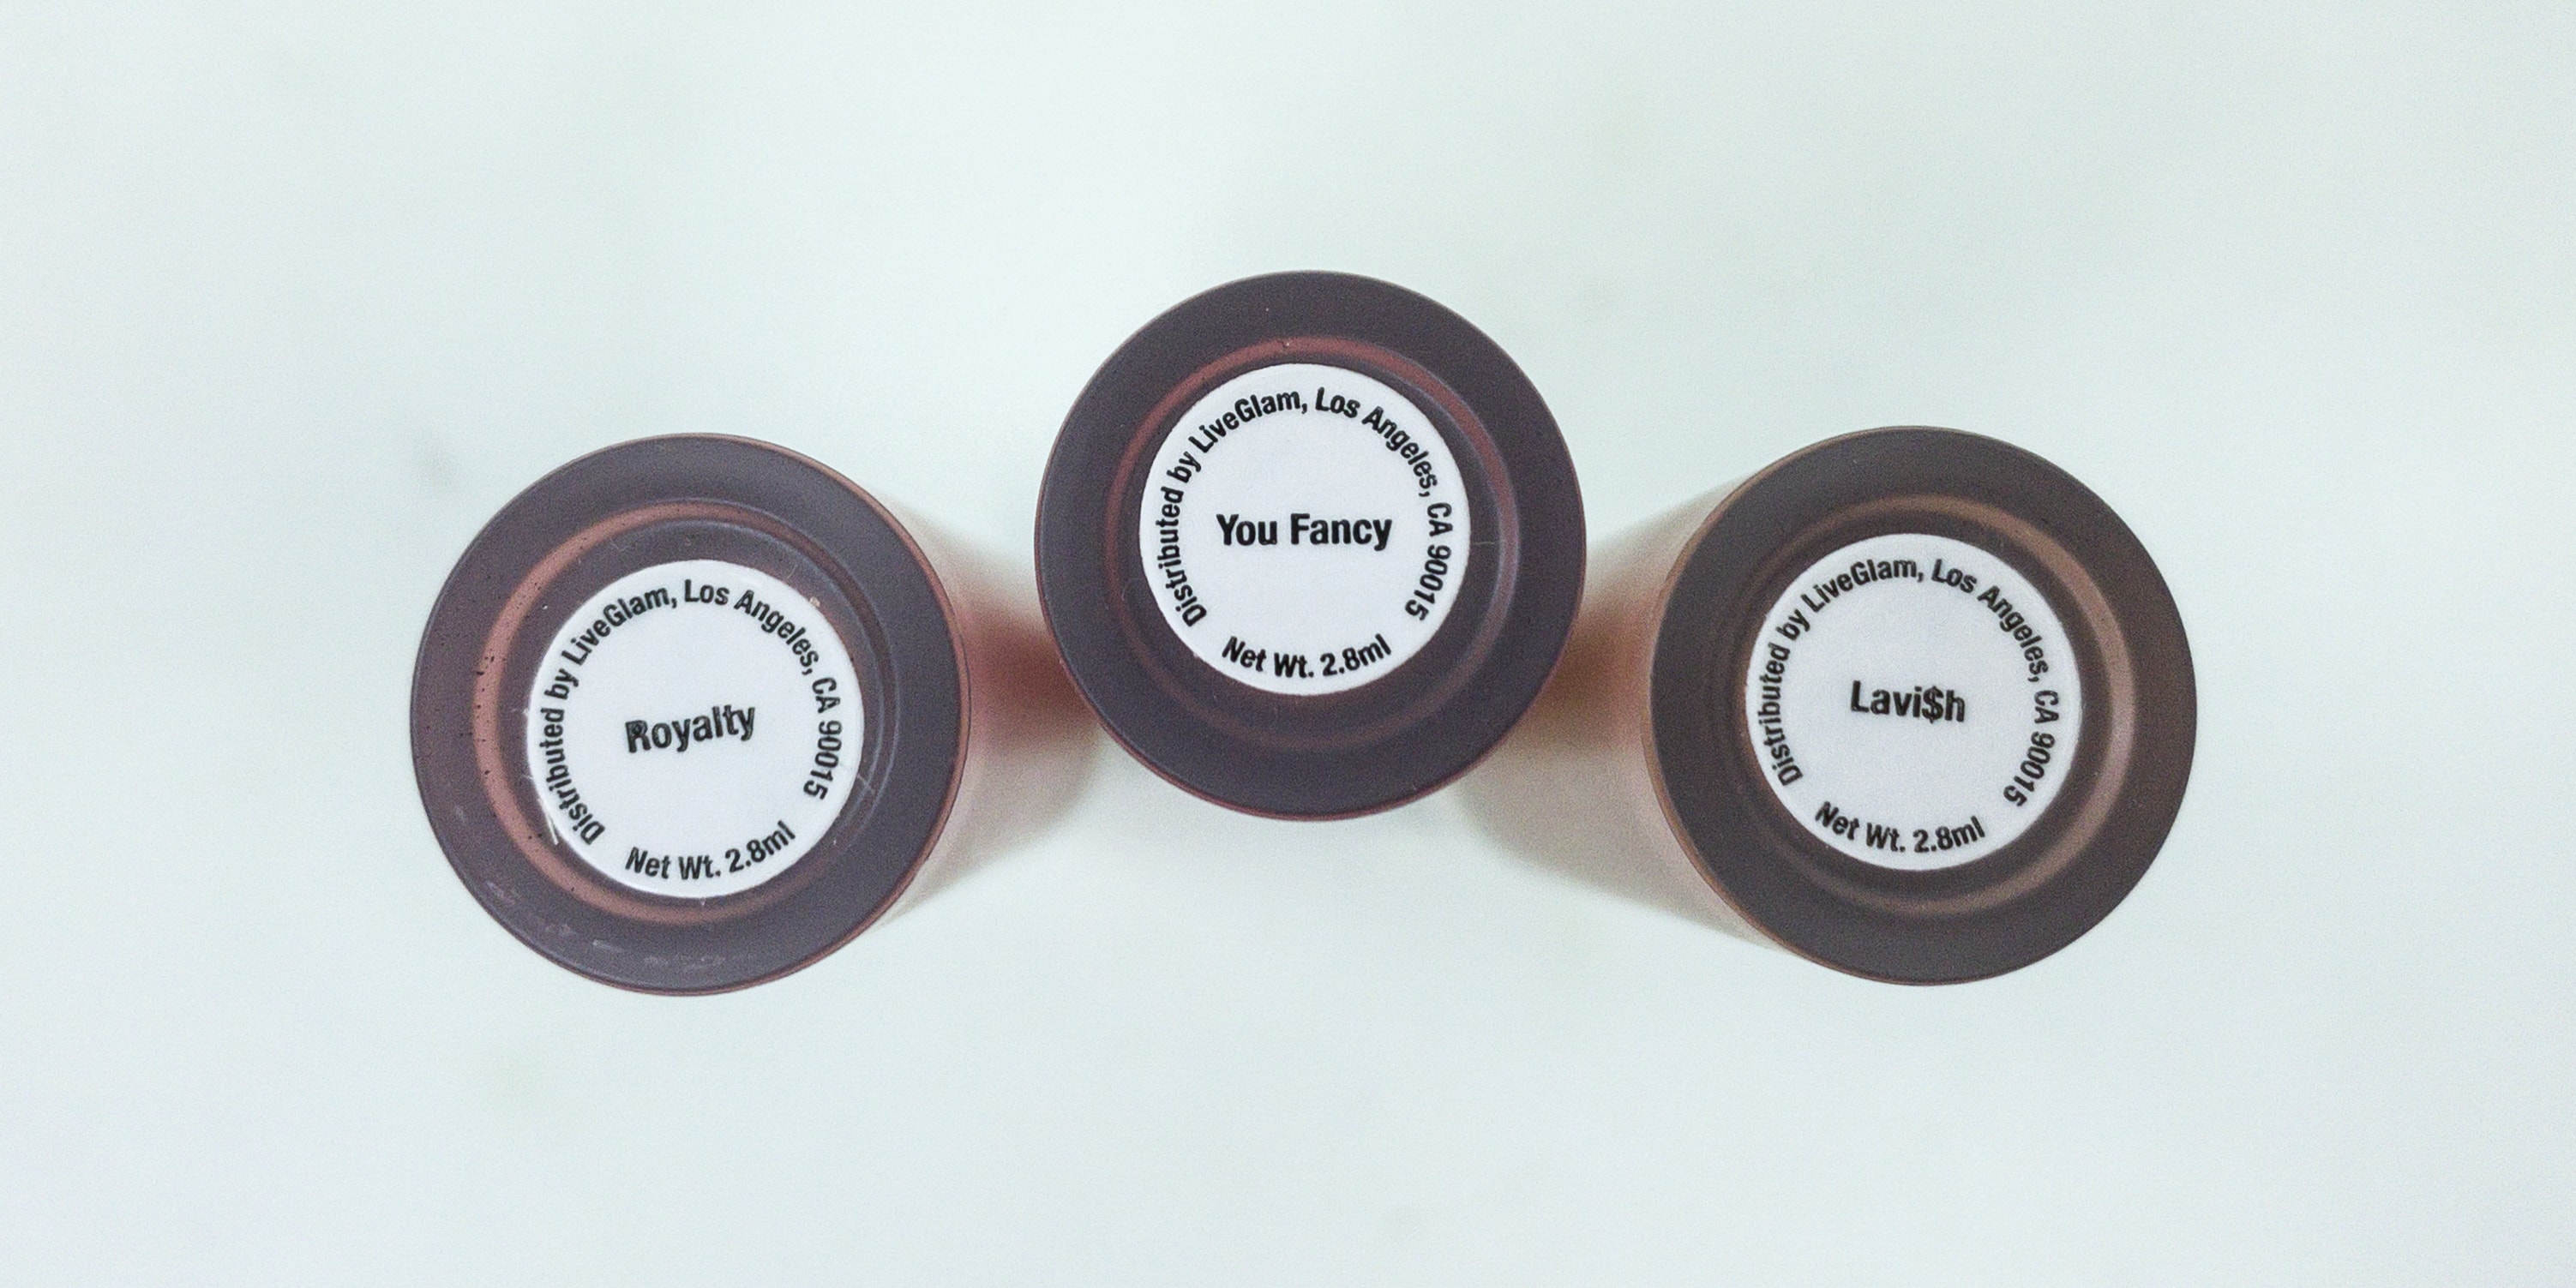 Distributed by LiveGlam, Los Angeles, CA 90015
Royalty
Net Wt. 2.8ml
Distributed by LiveGlam, Los Angeles, CA 90015
You Fancy
Net Wt. 2.8ml
Distributed by LiveGlam, Los Angeles, CA 90015
Lavi$h
Net Wt. 2.8ml